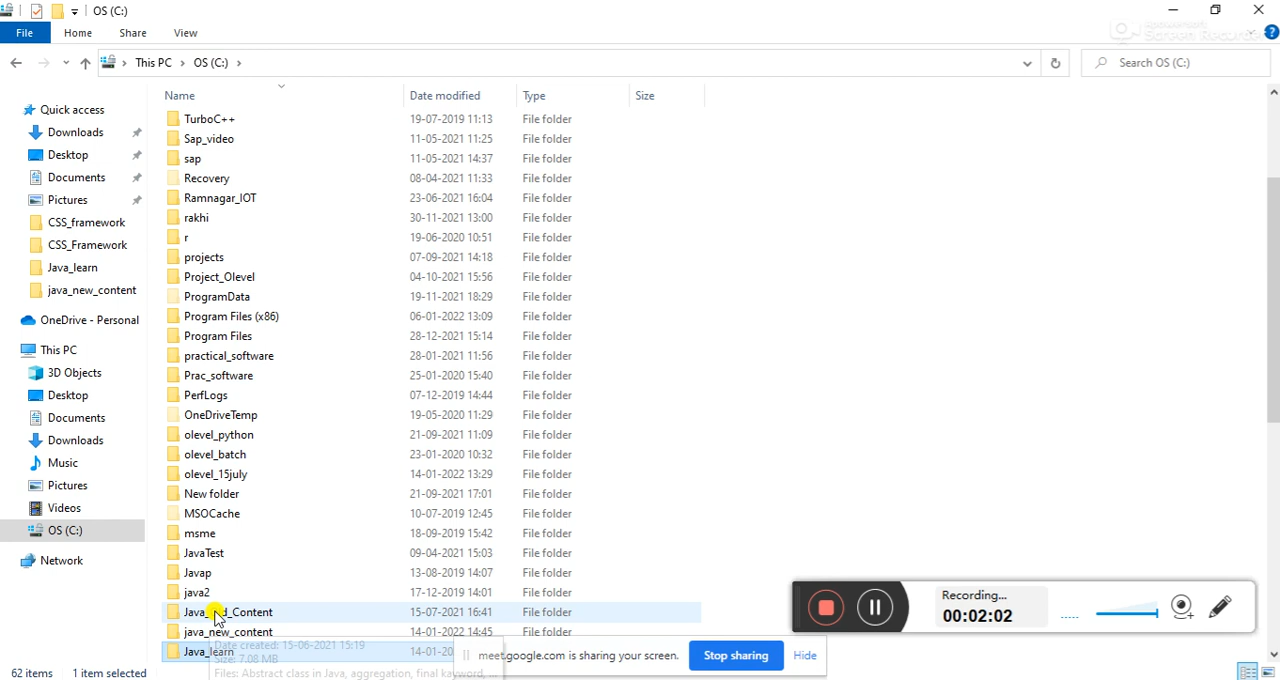 OS (C:)
File Home Share View
This PC > OS (C:) >
Search OS (C:)
Name Date modified Type Size
Quick access
Downloads
Desktop
Documents
Pictures
CSS_framework
CSS_Framework
Java_learn
java_new_content
OneDrive - Personal
This PC
3D Objects
Desktop
Documents
Downloads
Music
Pictures
Videos
OS (C:)
Network
TurboC++ 19-07-2019 11:13 File folder
Sap_video 11-05-2021 11:25 File folder
sap 11-05-2021 14:37 File folder
Recovery 08-04-2021 11:33 File folder
Ramnagar_IOT 23-06-2021 16:04 File folder
rakhi 30-11-2021 13:00 File folder
r 19-06-2020 10:51 File folder
projects 07-09-2021 14:18 File folder
Project_Olevel 04-10-2021 15:56 File folder
ProgramData 19-11-2021 18:29 File folder
Program Files (x86) 06-01-2022 13:09 File folder
Program Files 28-12-2021 15:14 File folder
practical_software 28-01-2021 11:56 File folder
Prac_software 25-01-2020 15:40 File folder
PerfLogs 07-12-2019 14:44 File folder
OneDriveTemp 19-05-2020 11:29 File folder
olevel_python 21-09-2021 11:09 File folder
olevel_batch 23-01-2020 10:32 File folder
olevel_15july 14-01-2022 13:29 File folder
New folder 21-09-2021 17:01 File folder
MSOCache 10-07-2019 12:45 File folder
msme 18-09-2019 15:42 File folder
JavaTest 09-04-2021 15:03 File folder
Javap 13-08-2019 14:07 File folder
java2 17-12-2019 14:01 File folder
15-07-2021 16:41 File folder
java_new_content 14-01-2022 14:45 File folder
Java_learn
Date created: 15-06-2021 15:19
Size: 7.08 MB
Files: Abstract class in Java, aggregation, final keyword, ...
Recording...
00:02:02
meet.google.com is sharing your screen. Stop sharing Hide
62 items 1 item selected